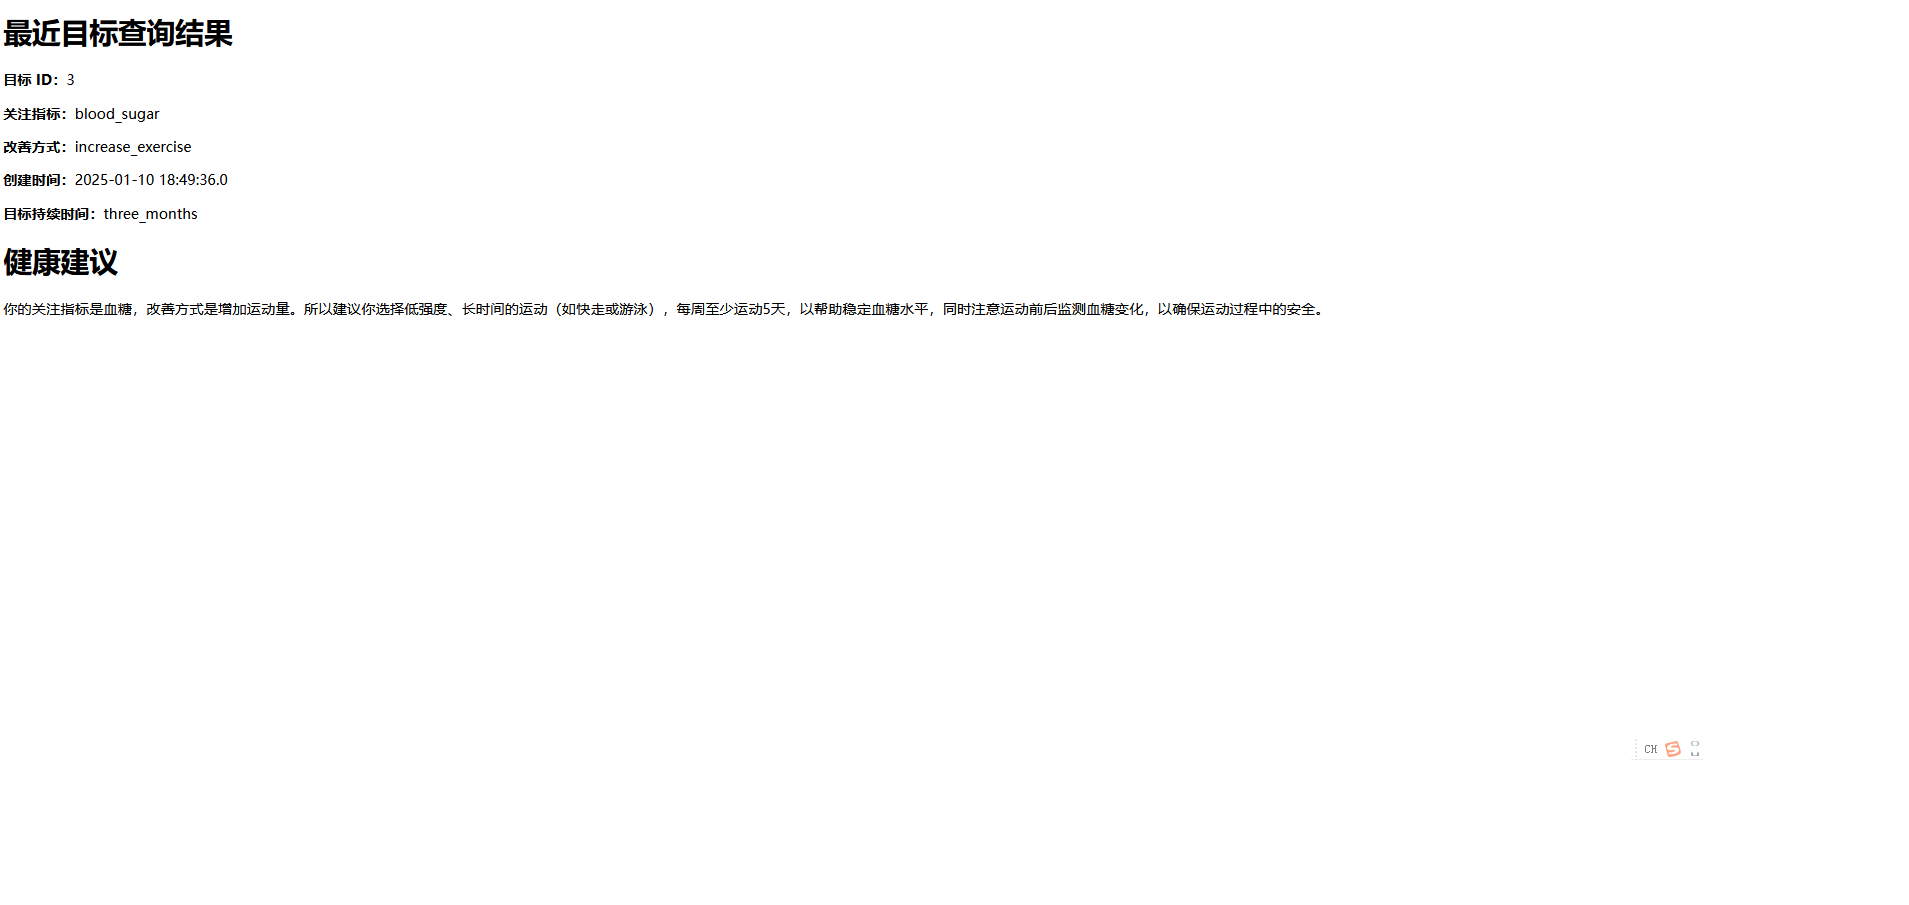 最近目标查询结果
目标 ID：3
关注指标：blood_sugar
改善方式：increase_exercise
创建时间：2025-01-10 18:49:36.0
目标持续时间：three_months
健康建议
你的关注指标是血糖，改善方式是增加运动量。所以建议你选择低强度、长时间的运动（如快走或游泳），每周至少运动5天，以帮助稳定血糖水平，同时注意运动前后监测血糖变化，以确保运动过程中的安全。
CH S